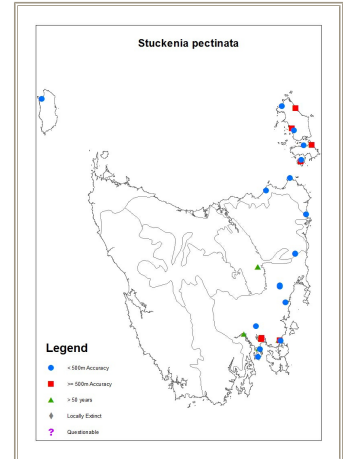 Stuckenia pectinata
Legend
< 500m Accuracy
>= 500m Accuracy
> 50 years
Locally Extinct
? Questionable